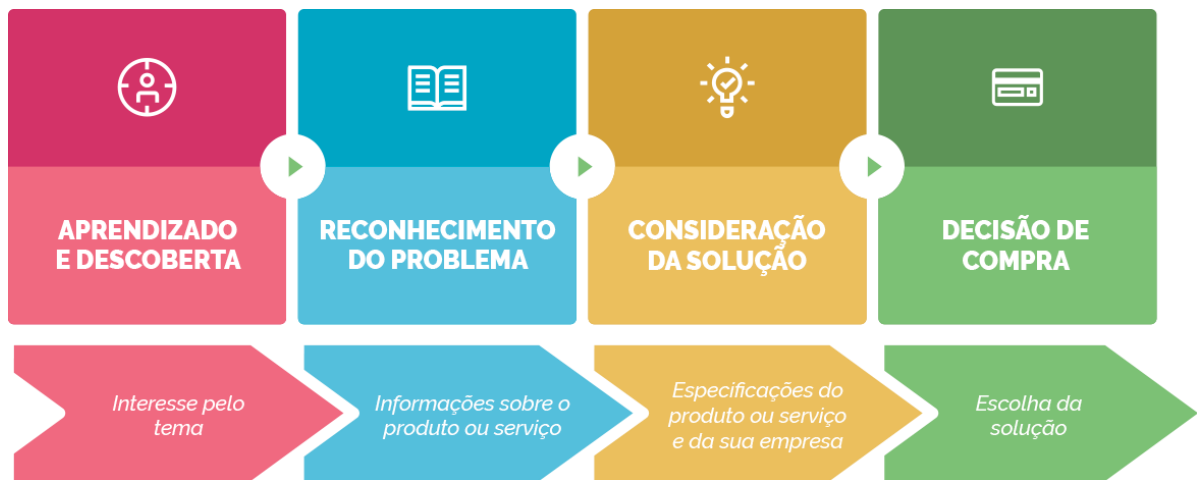 APRENDIZADO
E DESCOBERTA
RECONHECIMENTO
DO PROBLEMA
CONSIDERAÇÃO
DA SOLUÇÃO
DECISÃO DE
COMPRA
Interesse pelo
tema
Informações sobre o
produto ou serviço
Especificações do
produto ou serviço
e da sua empresa
Escolha da
solução